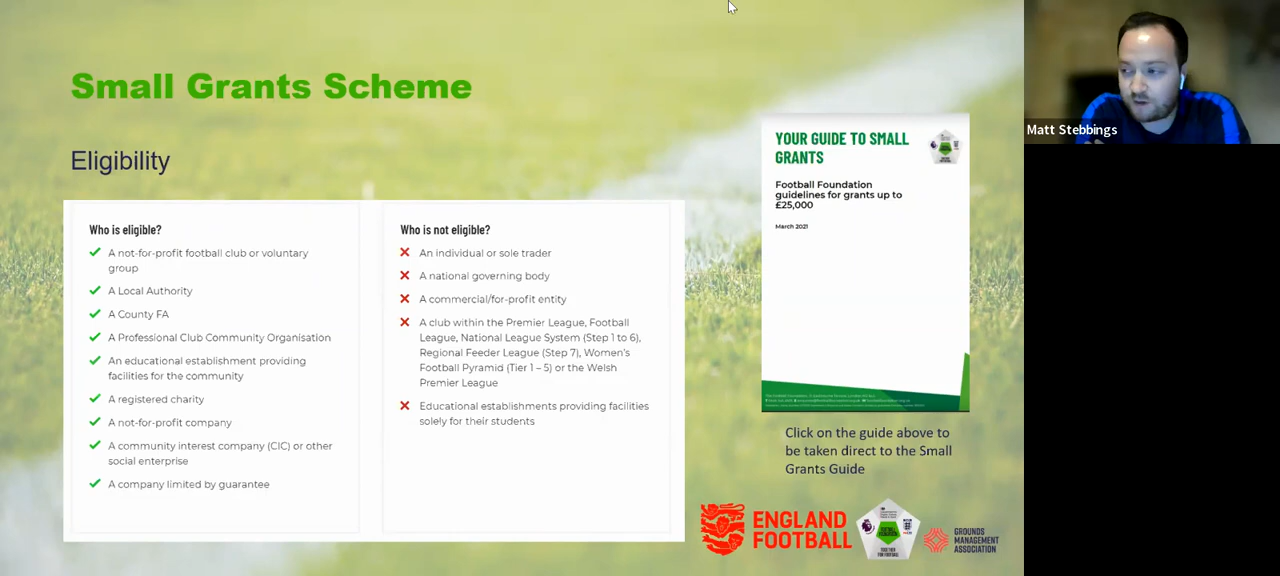 Small Grants Scheme
Eligibility
Who is eligible?
A not-for-profit football club or voluntary
group
A Local Authority
A County FA
A Professional Club Community Organisation
An educational establishment providing
facilities for the community
A registered charity
A not-for-profit company
A community interest company (CIC) or other
social enterprise
A company limited by guarantee
Who is not eligible?
An individual or sole trader
A national governing body
A commercial/for-profit entity
A club within the Premier League, Football
League, National League System (Step 1 to 6),
Regional Feeder League (Step 7), Women's
Football Pyramid (Tier 1 – 5) or the Welsh
Premier League
Educational establishments providing facilities
solely for their students
YOUR GUIDE TO SMALL
GRANTS
Football Foundation
guidelines for grants up to
£25,000
March 2021
Click on the guide above to
be taken direct to the Small
Grants Guide
ENGLAND
FOOTBALL
TOGETHER
FOR FOOTBALL
GROUNDS
MANAGEMENT
ASSOCIATION
Matt Stebbings